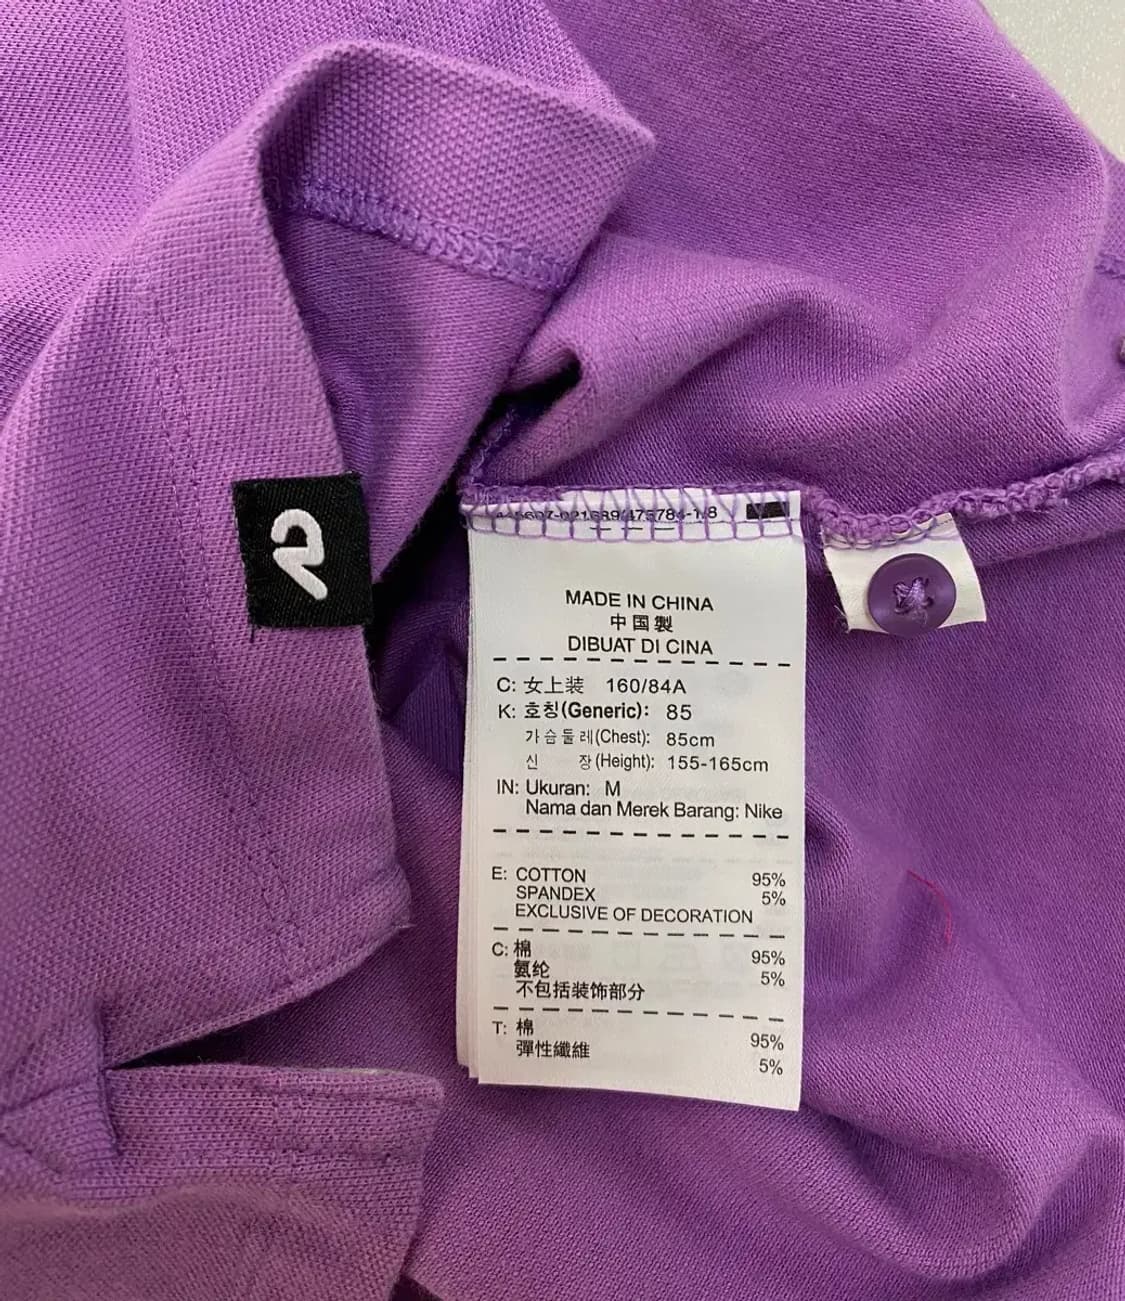 MADE IN CHINA
中国製
DIBUAT DI CINA
C: 女上装 160/84A
K: 호칭(Generic): 85
가슴둘레(Chest): 85cm
신 장(Height): 155-165cm
IN: Ukuran: M
Nama dan Merek Barang: Nike
E: COTTON 95%
SPANDEX 5%
EXCLUSIVE OF DECORATION
C: 棉 95%
氨纶 5%
不包括装饰部分
T: 棉 95%
彈性纖維 5%